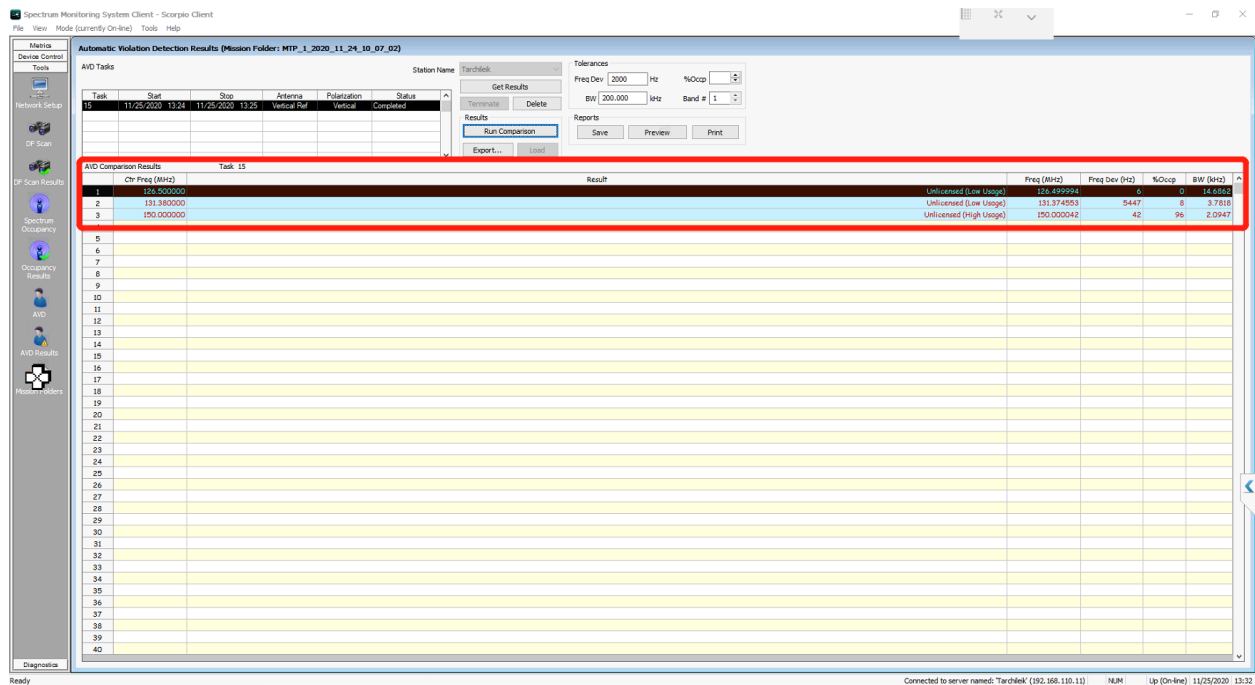 Spectrum Monitoring System Client - Scorpio Client
File View Mode (currently On-line) Tools Help
Metrics
Device Control
Tools
Network Setup
DF Scan
DF Scan Results
Spectrum
Occupancy
Occupancy
Results
AVD
AVD Results
Mission Folders
Diagnostics
Automatic Violation Detection Results (Mission Folder: MTP_1_2020_11_24_10_07_02)
AVD Tasks
Station Name Tarchileik
Get Results
Terminate Delete
Results
Run Comparison
Export... Load
Tolerances
Freq Dev 2000 Hz %Occp
BW 200.000 kHz Band # 1
Reports
Save Preview Print
Task Start Stop Antenna Polarization Status
15 11/25/2020 13:24 11/25/2020 13:25 Vertical Ref Vertical Completed
AVD Comparison Results Task 15
Ctr Freq (MHz) Result Freq (MHz) Freq Dev (Hz) %Occp BW (kHz)
1 126.500000 Unlicensed (Low Usage) 126.499994 6 0 14.6862
2 131.380000 Unlicensed (Low Usage) 131.374553 5447 8 3.7818
3 150.000000 Unlicensed (High Usage) 150.000042 42 96 2.0947
5
6
7
8
9
10
11
12
13
14
15
16
17
18
19
20
21
22
23
24
25
26
27
28
29
30
31
32
33
34
35
36
37
38
39
40
Ready Connected to server named: 'Tarchileik' (192.168.110.11) NUM Up (On-line) 11/25/2020 13:32